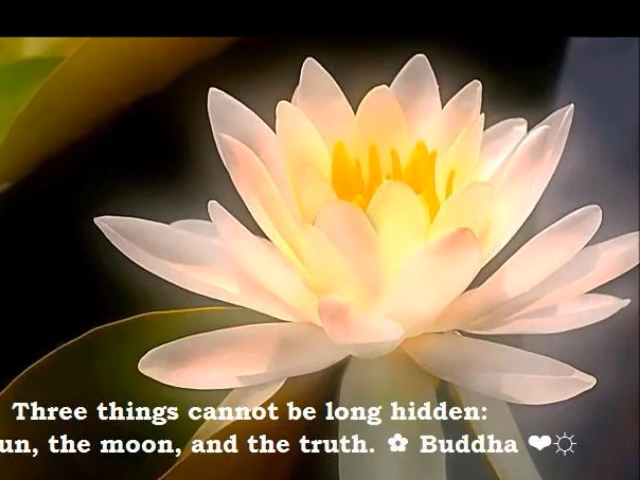 Three things cannot be long hidden:
un, the moon, and the truth. ✿ Buddha ❤☼